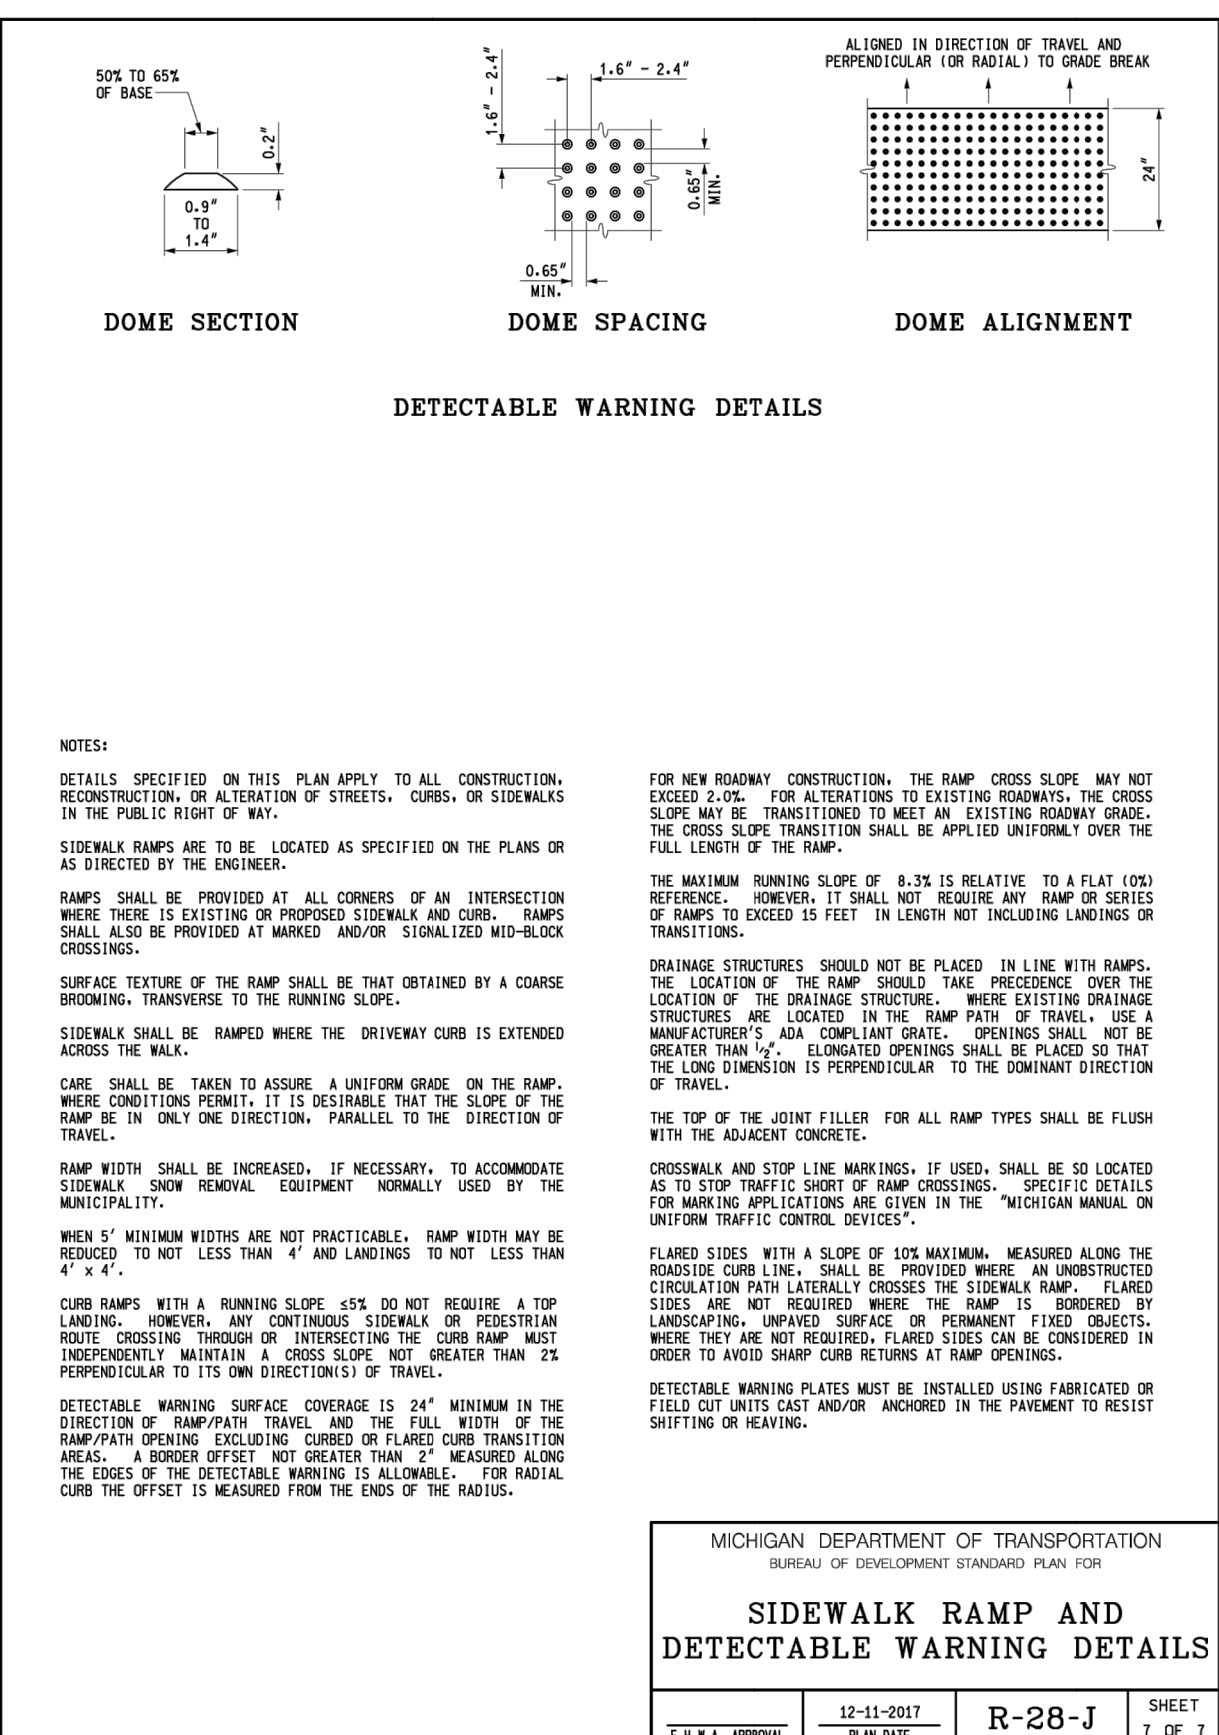 50% TO 65%
OF BASE
0.2"
0.9"
TO
1.4"
DOME SECTION
1.6" - 2.4"
1.6" - 2.4"
0.65"
MIN.
0.65"
MIN.
DOME SPACING
ALIGNED IN DIRECTION OF TRAVEL AND
PERPENDICULAR (OR RADIAL) TO GRADE BREAK
24"
DOME ALIGNMENT
DETECTABLE WARNING DETAILS
NOTES:
DETAILS SPECIFIED ON THIS PLAN APPLY TO ALL CONSTRUCTION,
RECONSTRUCTION, OR ALTERATION OF STREETS, CURBS, OR SIDEWALKS
IN THE PUBLIC RIGHT OF WAY.
SIDEWALK RAMPS ARE TO BE LOCATED AS SPECIFIED ON THE PLANS OR
AS DIRECTED BY THE ENGINEER.
RAMPS SHALL BE PROVIDED AT ALL CORNERS OF AN INTERSECTION
WHERE THERE IS EXISTING OR PROPOSED SIDEWALK AND CURB. RAMPS
SHALL ALSO BE PROVIDED AT MARKED AND/OR SIGNALIZED MID-BLOCK
CROSSINGS.
SURFACE TEXTURE OF THE RAMP SHALL BE THAT OBTAINED BY A COARSE
BROOMING, TRANSVERSE TO THE RUNNING SLOPE.
SIDEWALK SHALL BE RAMPED WHERE THE DRIVEWAY CURB IS EXTENDED
ACROSS THE WALK.
CARE SHALL BE TAKEN TO ASSURE A UNIFORM GRADE ON THE RAMP.
WHERE CONDITIONS PERMIT, IT IS DESIRABLE THAT THE SLOPE OF THE
RAMP BE IN ONLY ONE DIRECTION, PARALLEL TO THE DIRECTION OF
TRAVEL.
RAMP WIDTH SHALL BE INCREASED, IF NECESSARY, TO ACCOMMODATE
SIDEWALK SNOW REMOVAL EQUIPMENT NORMALLY USED BY THE
MUNICIPALITY.
WHEN 5' MINIMUM WIDTHS ARE NOT PRACTICABLE, RAMP WIDTH MAY BE
REDUCED TO NOT LESS THAN 4' AND LANDINGS TO NOT LESS THAN
4' x 4'.
CURB RAMPS WITH A RUNNING SLOPE ≤5% DO NOT REQUIRE A TOP
LANDING. HOWEVER, ANY CONTINUOUS SIDEWALK OR PEDESTRIAN
ROUTE CROSSING THROUGH OR INTERSECTING THE CURB RAMP MUST
INDEPENDENTLY MAINTAIN A CROSS SLOPE NOT GREATER THAN 2%
PERPENDICULAR TO ITS OWN DIRECTION(S) OF TRAVEL.
DETECTABLE WARNING SURFACE COVERAGE IS 24" MINIMUM IN THE
DIRECTION OF RAMP/PATH TRAVEL AND THE FULL WIDTH OF THE
RAMP/PATH OPENING EXCLUDING CURBED OR FLARED CURB TRANSITION
AREAS. A BORDER OFFSET NOT GREATER THAN 2" MEASURED ALONG
THE EDGES OF THE DETECTABLE WARNING IS ALLOWABLE. FOR RADIAL
CURB THE OFFSET IS MEASURED FROM THE ENDS OF THE RADIUS.
FOR NEW ROADWAY CONSTRUCTION, THE RAMP CROSS SLOPE MAY NOT
EXCEED 2.0%. FOR ALTERATIONS TO EXISTING ROADWAYS, THE CROSS
SLOPE MAY BE TRANSITIONED TO MEET AN EXISTING ROADWAY GRADE.
THE CROSS SLOPE TRANSITION SHALL BE APPLIED UNIFORMLY OVER THE
FULL LENGTH OF THE RAMP.
THE MAXIMUM RUNNING SLOPE OF 8.3% IS RELATIVE TO A FLAT (0%)
REFERENCE. HOWEVER, IT SHALL NOT REQUIRE ANY RAMP OR SERIES
OF RAMPS TO EXCEED 15 FEET IN LENGTH NOT INCLUDING LANDINGS OR
TRANSITIONS.
DRAINAGE STRUCTURES SHOULD NOT BE PLACED IN LINE WITH RAMPS.
THE LOCATION OF THE RAMP SHOULD TAKE PRECEDENCE OVER THE
LOCATION OF THE DRAINAGE STRUCTURE. WHERE EXISTING DRAINAGE
STRUCTURES ARE LOCATED IN THE RAMP PATH OF TRAVEL, USE A
MANUFACTURER'S ADA COMPLIANT GRATE. OPENINGS SHALL NOT BE
GREATER THAN 1/2". ELONGATED OPENINGS SHALL BE PLACED SO THAT
THE LONG DIMENSION IS PERPENDICULAR TO THE DOMINANT DIRECTION
OF TRAVEL.
THE TOP OF THE JOINT FILLER FOR ALL RAMP TYPES SHALL BE FLUSH
WITH THE ADJACENT CONCRETE.
CROSSWALK AND STOP LINE MARKINGS, IF USED, SHALL BE SO LOCATED
AS TO STOP TRAFFIC SHORT OF RAMP CROSSINGS. SPECIFIC DETAILS
FOR MARKING APPLICATIONS ARE GIVEN IN THE "MICHIGAN MANUAL ON
UNIFORM TRAFFIC CONTROL DEVICES".
FLARED SIDES WITH A SLOPE OF 10% MAXIMUM, MEASURED ALONG THE
ROADSIDE CURB LINE, SHALL BE PROVIDED WHERE AN UNOBSTRUCTED
CIRCULATION PATH LATERALLY CROSSES THE SIDEWALK RAMP. FLARED
SIDES ARE NOT REQUIRED WHERE THE RAMP IS BORDERED BY
LANDSCAPING, UNPAVED SURFACE OR PERMANENT FIXED OBJECTS.
WHERE THEY ARE NOT REQUIRED, FLARED SIDES CAN BE CONSIDERED IN
ORDER TO AVOID SHARP CURB RETURNS AT RAMP OPENINGS.
DETECTABLE WARNING PLATES MUST BE INSTALLED USING FABRICATED OR
FIELD CUT UNITS CAST AND/OR ANCHORED IN THE PAVEMENT TO RESIST
SHIFTING OR HEAVING.
MICHIGAN DEPARTMENT OF TRANSPORTATION
BUREAU OF DEVELOPMENT STANDARD PLAN FOR
SIDEWALK RAMP AND
DETECTABLE WARNING DETAILS
F.H.W.A. APPROVAL
12-11-2017
PLAN DATE
R-28-J
SHEET
7 OF 7